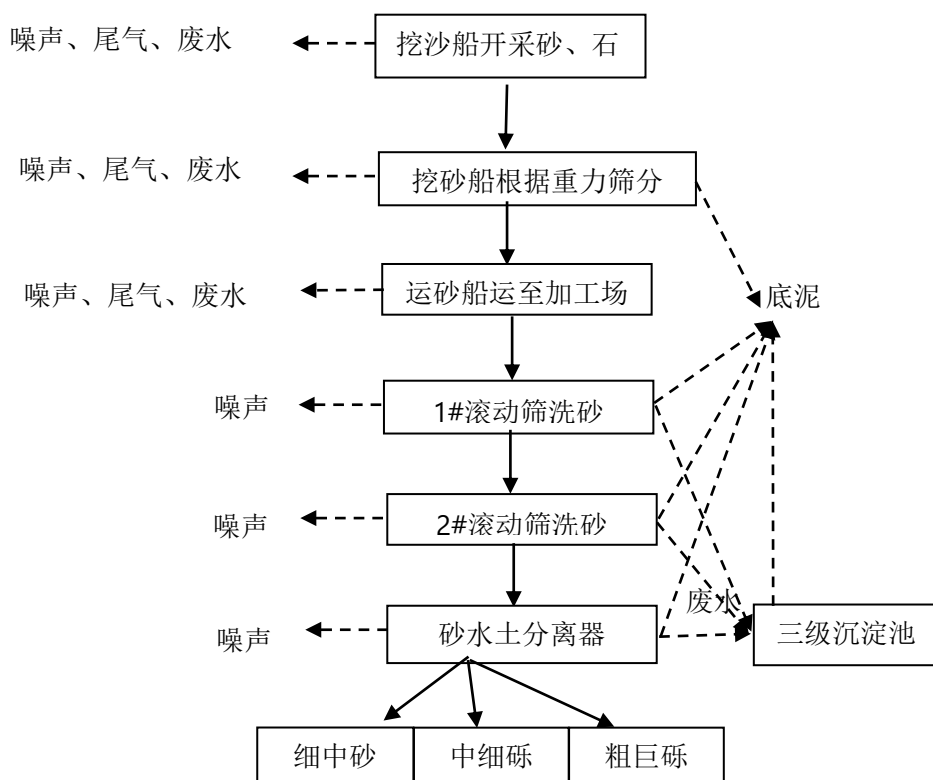 噪声、尾气、废水
挖沙船开采砂、石
噪声、尾气、废水
挖砂船根据重力筛分
噪声、尾气、废水
运砂船运至加工场
底泥
噪声
1#滚动筛洗砂
噪声
2#滚动筛洗砂
废水
噪声
砂水土分离器
三级沉淀池
细中砂
中细砾
粗巨砾